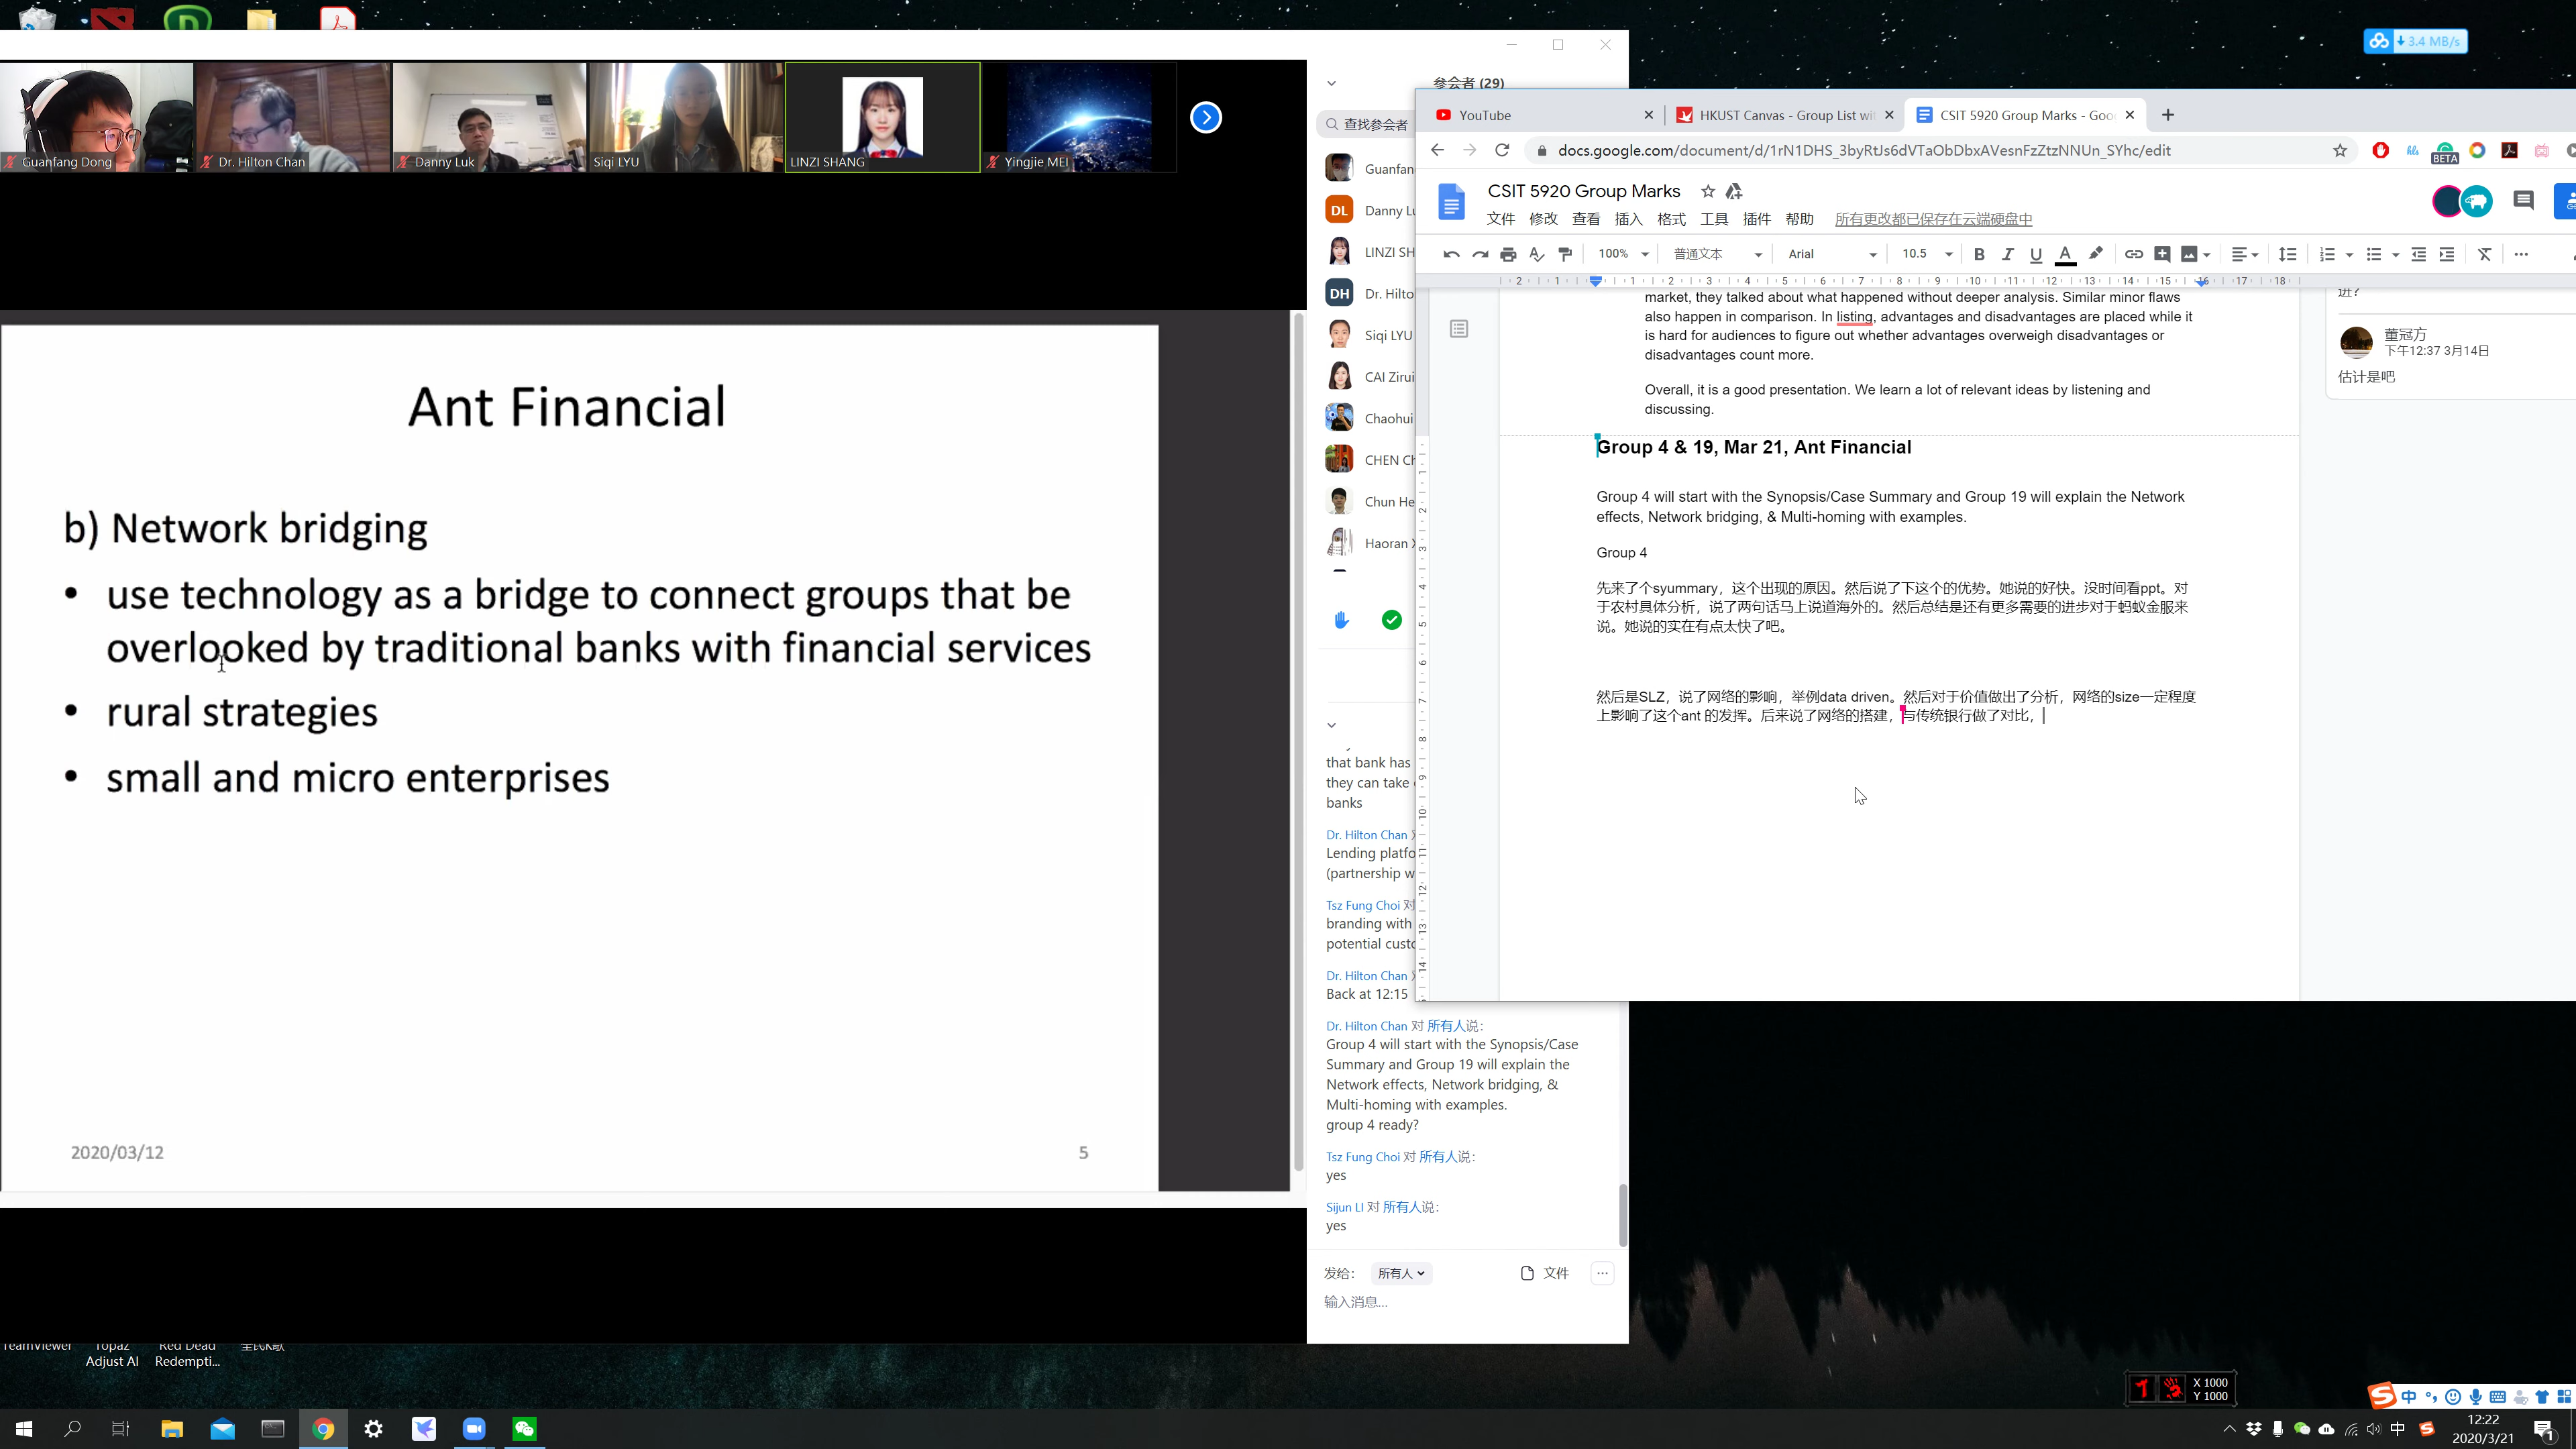 3.4 MB/s
参会者 (29)
Guanfang Dong
Dr. Hilton Chan
Danny Luk
Siqi LYU
LINZI SHANG
Yingjie MEI
查找参会者
Guanfan
DL
Danny Lu
LINZI SH
DH
Dr. Hilto
Siqi LYU
CAI Zirui
Chaohui
CHEN Ch
Chun He
Haoran X
Ant Financial
b) Network bridging
• use technology as a bridge to connect groups that be
overlooked by traditional banks with financial services
• rural strategies
• small and micro enterprises
2020/03/12
5
that bank has
they can take
banks
Dr. Hilton Chan 对
Lending platfo
(partnership w
Tsz Fung Choi 对
branding with
potential custo
Dr. Hilton Chan
Back at 12:15
Dr. Hilton Chan 对 所有人说:
Group 4 will start with the Synopsis/Case
Summary and Group 19 will explain the
Network effects, Network bridging, &
Multi-homing with examples.
group 4 ready?
Tsz Fung Choi 对 所有人说:
yes
Sijun LI 对 所有人说:
yes
发给: 所有人 文件
输入消息...
YouTube
HKUST Canvas - Group List wi
CSIT 5920 Group Marks - Goo
docs.google.com/document/d/1rN1DHS_3byRtJs6dVTaObDbxAVesnFzZtzNNUn_SYhc/edit
BETA
CSIT 5920 Group Marks
文件 修改 查看 插入 格式 工具 插件 帮助 所有更改都已保存在云端硬盘中
100% 普通文本 Arial 10.5 B I U A
market, they talked about what happened without deeper analysis. Similar minor flaws
also happen in comparison. In listing, advantages and disadvantages are placed while it
is hard for audiences to figure out whether advantages overweigh disadvantages or
disadvantages count more.
Overall, it is a good presentation. We learn a lot of relevant ideas by listening and
discussing.
Group 4 & 19, Mar 21, Ant Financial
Group 4 will start with the Synopsis/Case Summary and Group 19 will explain the Network
effects, Network bridging, & Multi-homing with examples.
Group 4
先来了个syummary，这个出现的原因。然后说了下这个的优势。她说的好快。没时间看ppt。对
于农村具体分析，说了两句话马上说道海外的。然后总结是还有更多需要的进步对于蚂蚁金服来
说。她说的实在有点太快了吧。
然后是SLZ，说了网络的影响，举例data driven。然后对于价值做出了分析，网络的size一定程度
上影响了这个ant 的发挥。后来说了网络的搭建，与传统银行做了对比，
进?
董冠方
下午12:37 3月14日
估计是吧
TeamViewer
Topaz
Adjust AI
Red Dead
Redempti...
全民K歌
X 1000
Y 1000
中
中
12:22
2020/3/21
1